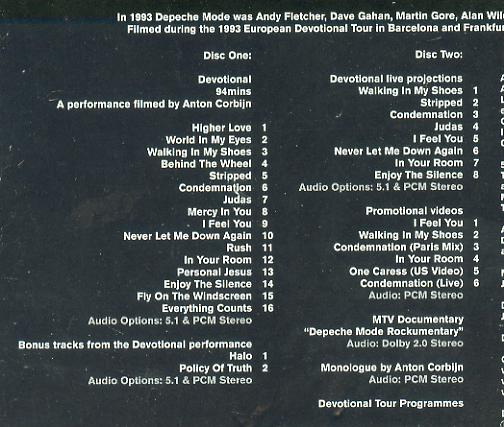 In 1993 Depeche Mode was Andy Fletcher, Dave Gahan, Martin Gore, Alan
Filmed during the 1993 European Devotional Tour in Barcelona and
Disc One:
Devotional
94mins
A performance filmed by Anton Corbijn
Higher Love 1
World In My Eyes 2
Walking In My Shoes 3
Behind The Wheel 4
Stripped 5
Condemnation 6
Judas 7
Mercy In You 8
I Feel You 9
Never Let Me Down Again 10
Rush 11
In Your Room 12
Personal Jesus 13
Enjoy The Silence 14
Fly On The Windscreen 15
Everything Counts 16
Audio Options: 5.1 & PCM Stereo
Bonus tracks from the Devotional performance
Halo 1
Policy Of Truth 2
Audio Options: 5.1 & PCM Stereo
Disc Two:
Devotional live projections
Walking In My Shoes 1
Stripped 2
Condemnation 3
Judas 4
I Feel You 5
Never Let Me Down Again 6
In Your Room 7
Enjoy The Silence 8
Audio Options: 5.1 & PCM Stereo
Promotional videos
I Feel You 1
Walking In My Shoes 2
Condemnation (Paris Mix) 3
In Your Room 4
One Caress (US Video) 5
Condemnation (Live) 6
Audio: PCM Stereo
MTV Documentary
"Depeche Mode Rockumentary"
Audio: Dolby 2.0 Stereo
Monologue by Anton Corbijn
Audio: PCM Stereo
Devotional Tour Programmes